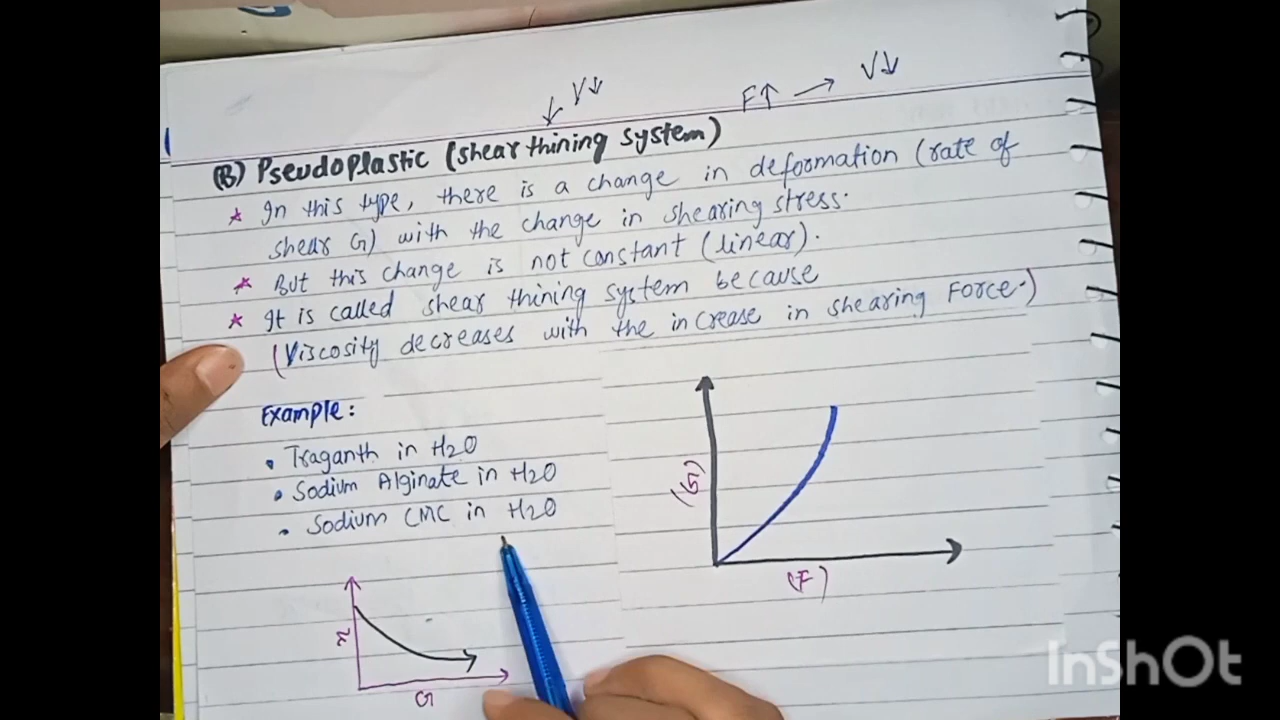 ↓ V↓
F↑ → V↓
(B) Pseudoplastic (shear thining system)
★ In this type, there is a change in deformation (rate of
shear G) with the change in shearing stress.
★ But this change is not constant (linear).
★ It is called shear thining system because
(Viscosity decreases with the increase in shearing Force.)
Example:
• Traganth in H2O
• Sodium Alginate in H2O
• Sodium CMC in H2O
(G)
(F)
η
G
InShOt